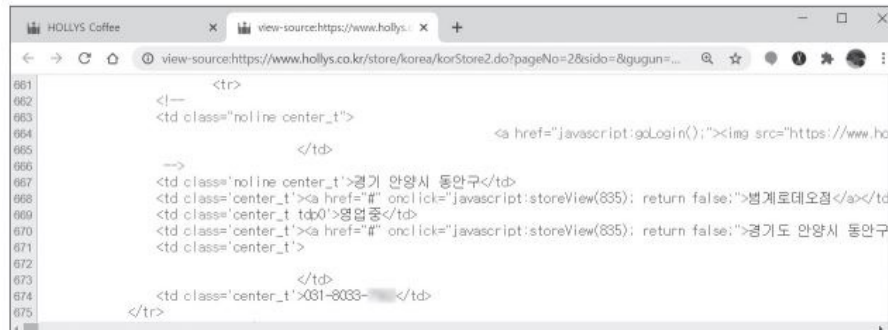 HOLLYS Coffee
view-source:https://www.hollys.c
view-source:https://www.hollys.co.kr/store/korea/korStore2.do?pageNo=2&sido=&gugun=...
661 <tr>
662 <!--
663 <td class="noline center_t">
664 <a href="javascript:goLogin();"><img src="https://www.ho
665 </td>
666 -->
667 <td class='noline center_t'>경기 안양시 동안구</td>
668 <td class='center_t'><a href="#" onclick="javascript:storeView(835); return false;">범계로데오점</a></td
669 <td class='center_t tdp0'>영업중</td>
670 <td class='center_t'><a href="#" onclick="javascript:storeView(835); return false;">경기도 안양시 동안구
671 <td class='center_t'>
672
673 </td>
674 <td class='center_t'>031-8033- </td>
675 </tr>